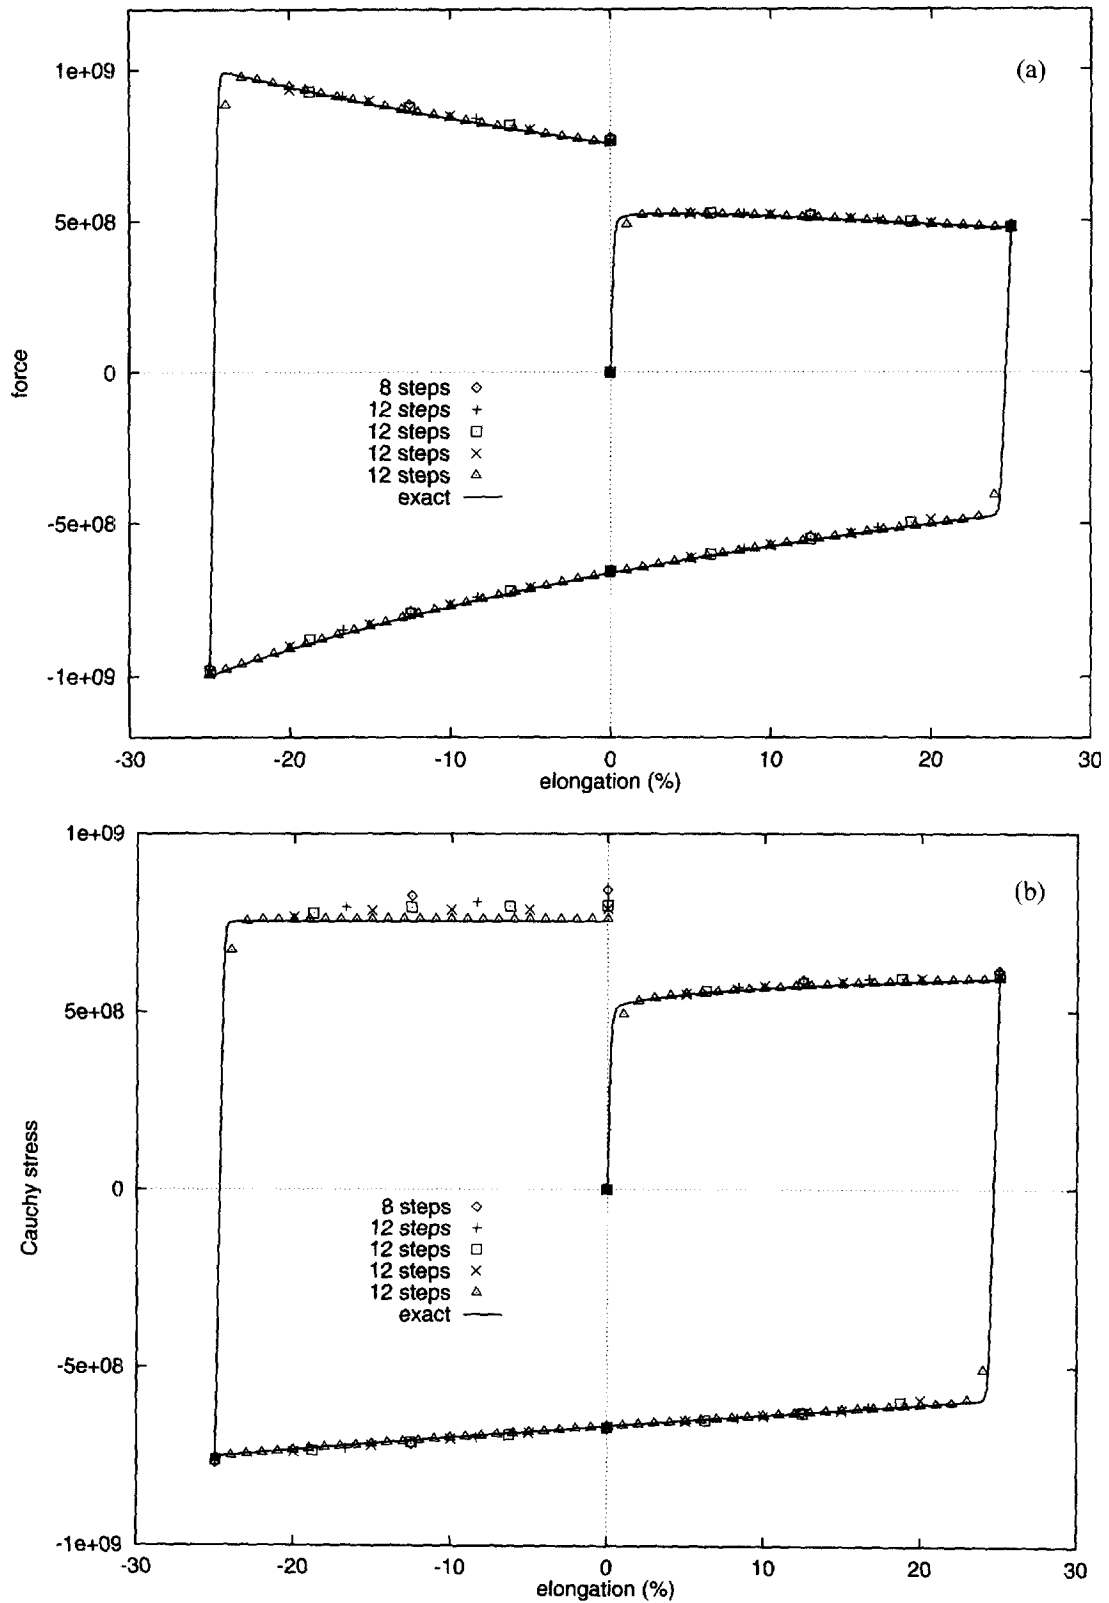 (a)
1e+09
5e+08
0
-5e+08
-1e+09
force
8 steps
12 steps
12 steps
12 steps
12 steps
exact
-30 -20 -10 0 10 20 30
elongation (%)
(b)
1e+09
5e+08
0
-5e+08
-1e+09
Cauchy stress
8 steps
12 steps
12 steps
12 steps
12 steps
exact
-30 -20 -10 0 10 20 30
elongation (%)